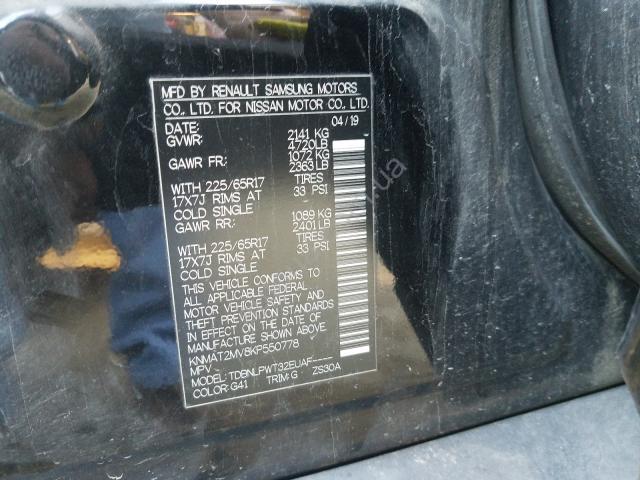 MFD BY RENAULT SAMSUNG MOTORS
CO., LTD. FOR NISSAN MOTOR CO., LTD.
DATE: 04/19
GVWR: 2141 KG
4720LB
GAWR FR: 1072 KG
2363 LB
WITH 225/65R17 TIRES
17X7J RIMS AT 33 PSI
COLD SINGLE
GAWR RR: 1089 KG
2401 LB
WITH 225/65R17 TIRES
17X7J RIMS AT 33 PSI
COLD SINGLE
THIS VEHICLE CONFORMS TO
ALL APPLICABLE FEDERAL
MOTOR VEHICLE SAFETY AND
THEFT PREVENTION STANDARDS
IN EFFECT ON THE DATE OF
MANUFACTURE SHOWN ABOVE.
KNMAT2MV8KP550778
MPV
MODEL: TDBNLPWT32EUAF----
COLOR: G41 TRIM: G ZS30A